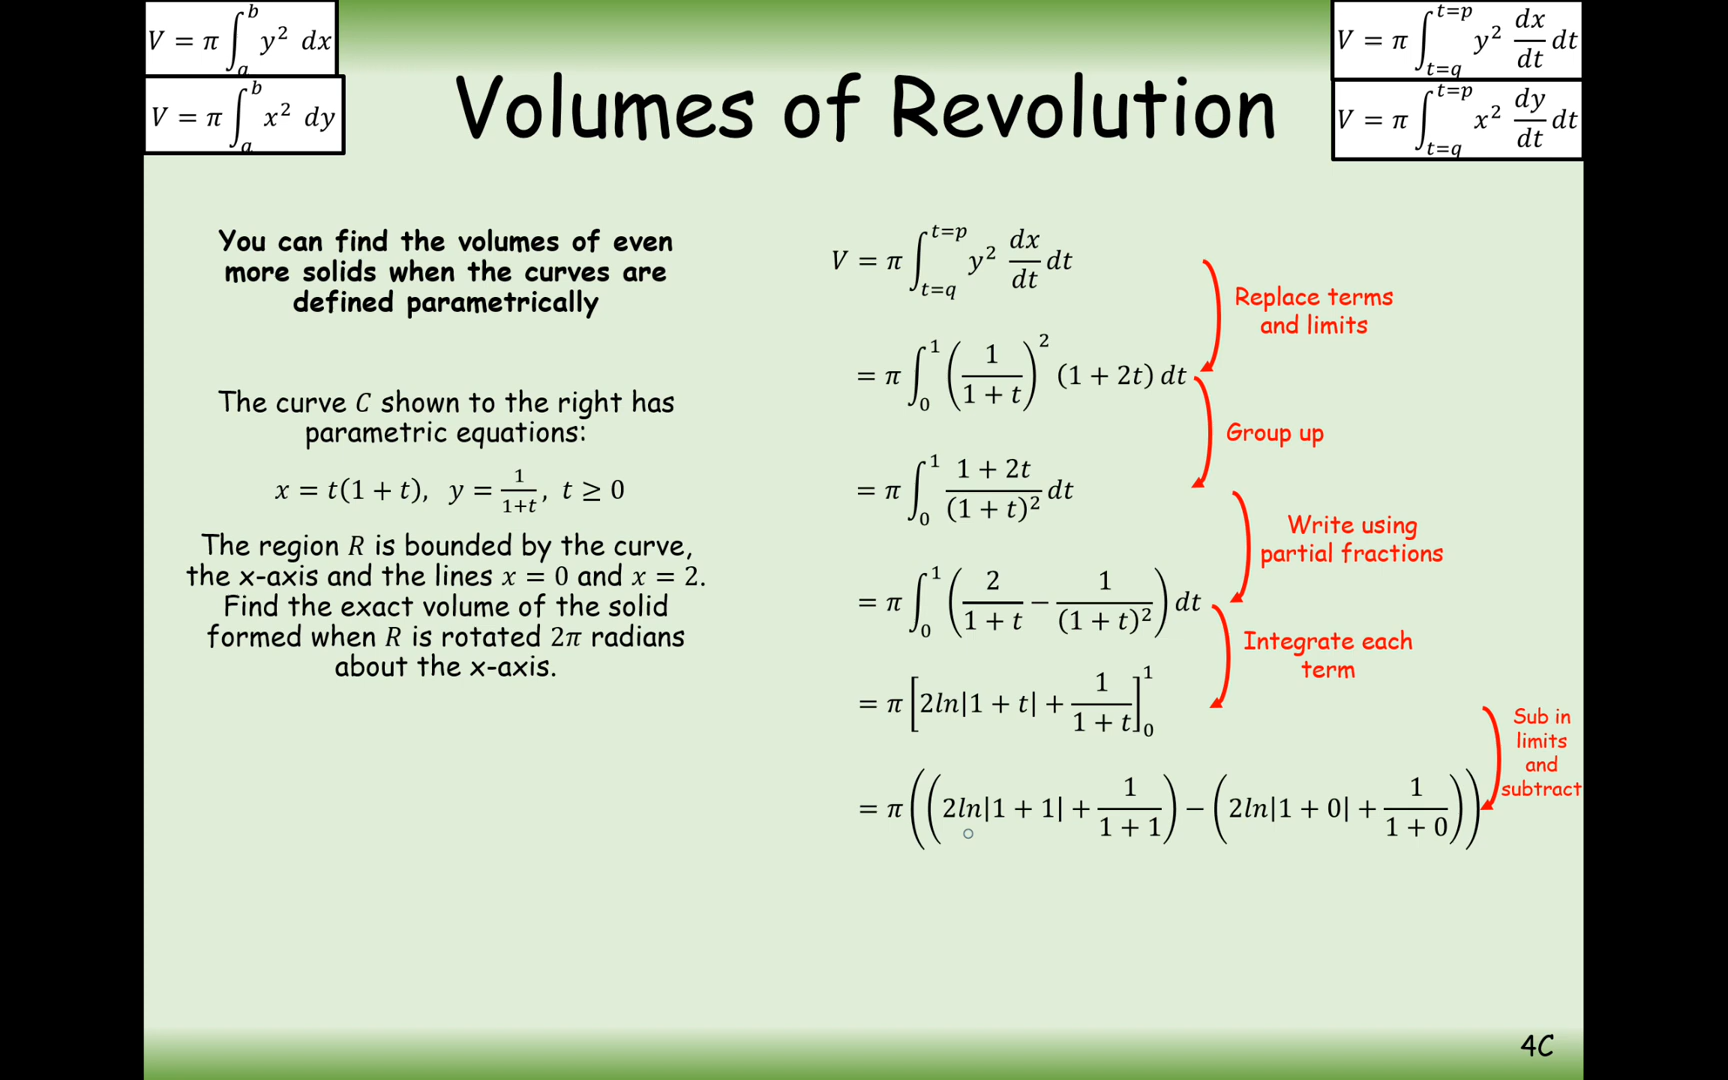 V = π ∫_a^b y² dx
V = π ∫_a^b x² dy
Volumes of Revolution
V = π ∫_{t=q}^{t=p} y² dx/dt dt
V = π ∫_{t=q}^{t=p} x² dy/dt dt
You can find the volumes of even
more solids when the curves are
defined parametrically
The curve C shown to the right has
parametric equations:
x = t(1 + t), y = 1/(1+t), t ≥ 0
The region R is bounded by the curve,
the x-axis and the lines x = 0 and x = 2.
Find the exact volume of the solid
formed when R is rotated 2π radians
about the x-axis.
V = π ∫_{t=q}^{t=p} y² dx/dt dt
Replace terms
and limits
= π ∫_0^1 (1/(1 + t))² (1 + 2t) dt
Group up
= π ∫_0^1 (1 + 2t)/(1 + t)² dt
Write using
partial fractions
= π ∫_0^1 (2/(1 + t) − 1/(1 + t)²) dt
Integrate each
term
= π [2ln|1 + t| + 1/(1 + t)]_0^1
Sub in
limits
and
subtract
= π ((2ln|1 + 1| + 1/(1 + 1)) − (2ln|1 + 0| + 1/(1 + 0)))
4C